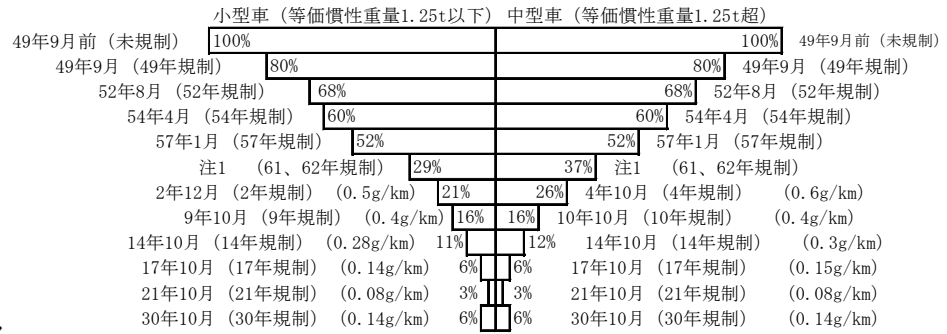 小型車（等価慣性重量1.25t以下） 中型車（等価慣性重量1.25t超）
49年9月前（未規制） 100% 100% 49年9月前（未規制）
49年9月（49年規制） 80% 80% 49年9月（49年規制）
52年8月（52年規制） 68% 68% 52年8月（52年規制）
54年4月（54年規制） 60% 60% 54年4月（54年規制）
57年1月（57年規制） 52% 52% 57年1月（57年規制）
注1 （61、62年規制） 29% 37% 注1 （61、62年規制）
2年12月（2年規制）（0.5g/km） 21% 26% 4年10月（4年規制） （0.6g/km）
9年10月（9年規制）（0.4g/km） 16% 16% 10年10月（10年規制） （0.4g/km）
14年10月（14年規制）（0.28g/km） 11% 12% 14年10月（14年規制） （0.3g/km）
17年10月（17年規制）（0.14g/km） 6% 6% 17年10月（17年規制） （0.15g/km）
21年10月（21年規制）（0.08g/km） 3% 3% 21年10月（21年規制） （0.08g/km）
30年10月（30年規制）（0.14g/km） 6% 6% 30年10月（30年規制） （0.14g/km）